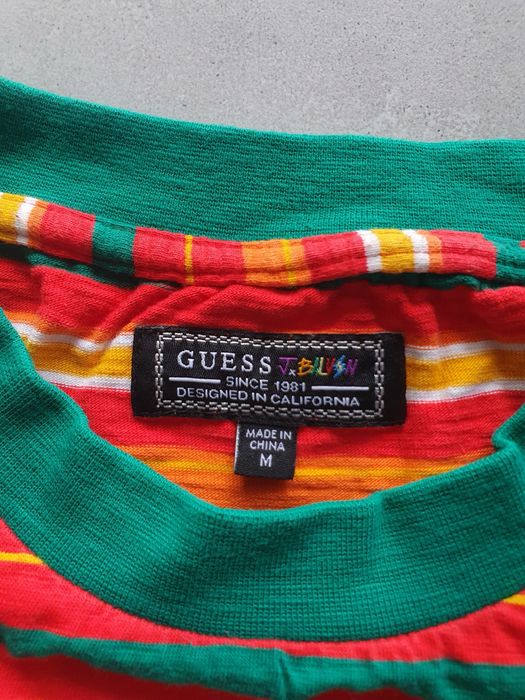 GUESS J.BALVIN
SINCE 1981
DESIGNED IN CALIFORNIA
MADE IN
CHINA
M